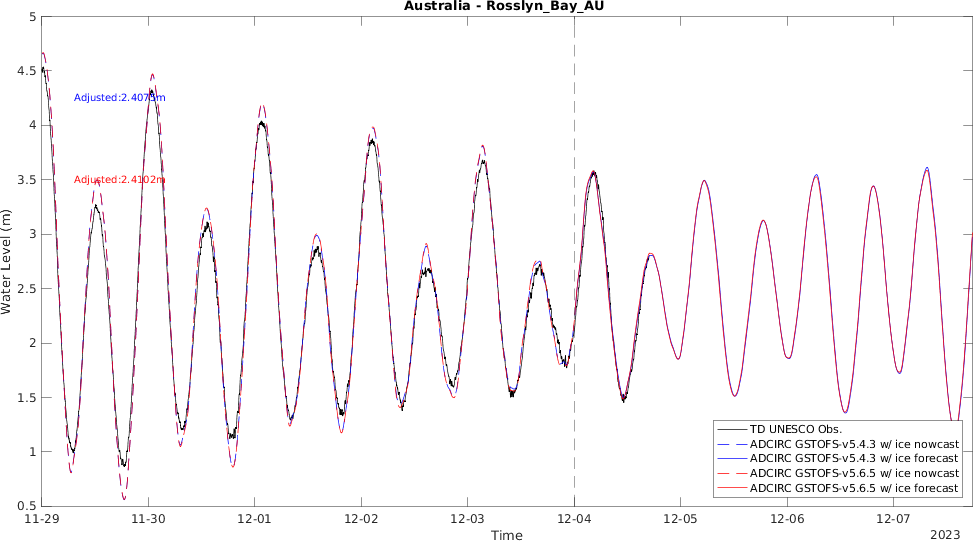 Australia - Rosslyn_Bay_AU
5
4.5
4
3.5
3
2.5
2
1.5
1
0.5
Water Level (m)
Adjusted:2.4075m
Adjusted:2.4102m
TD UNESCO Obs.
ADCIRC GSTOFS-v5.4.3 w/ ice nowcast
ADCIRC GSTOFS-v5.4.3 w/ ice forecast
ADCIRC GSTOFS-v5.6.5 w/ ice nowcast
ADCIRC GSTOFS-v5.6.5 w/ ice forecast
11-29 11-30 12-01 12-02 12-03 12-04 12-05 12-06 12-07
2023
Time